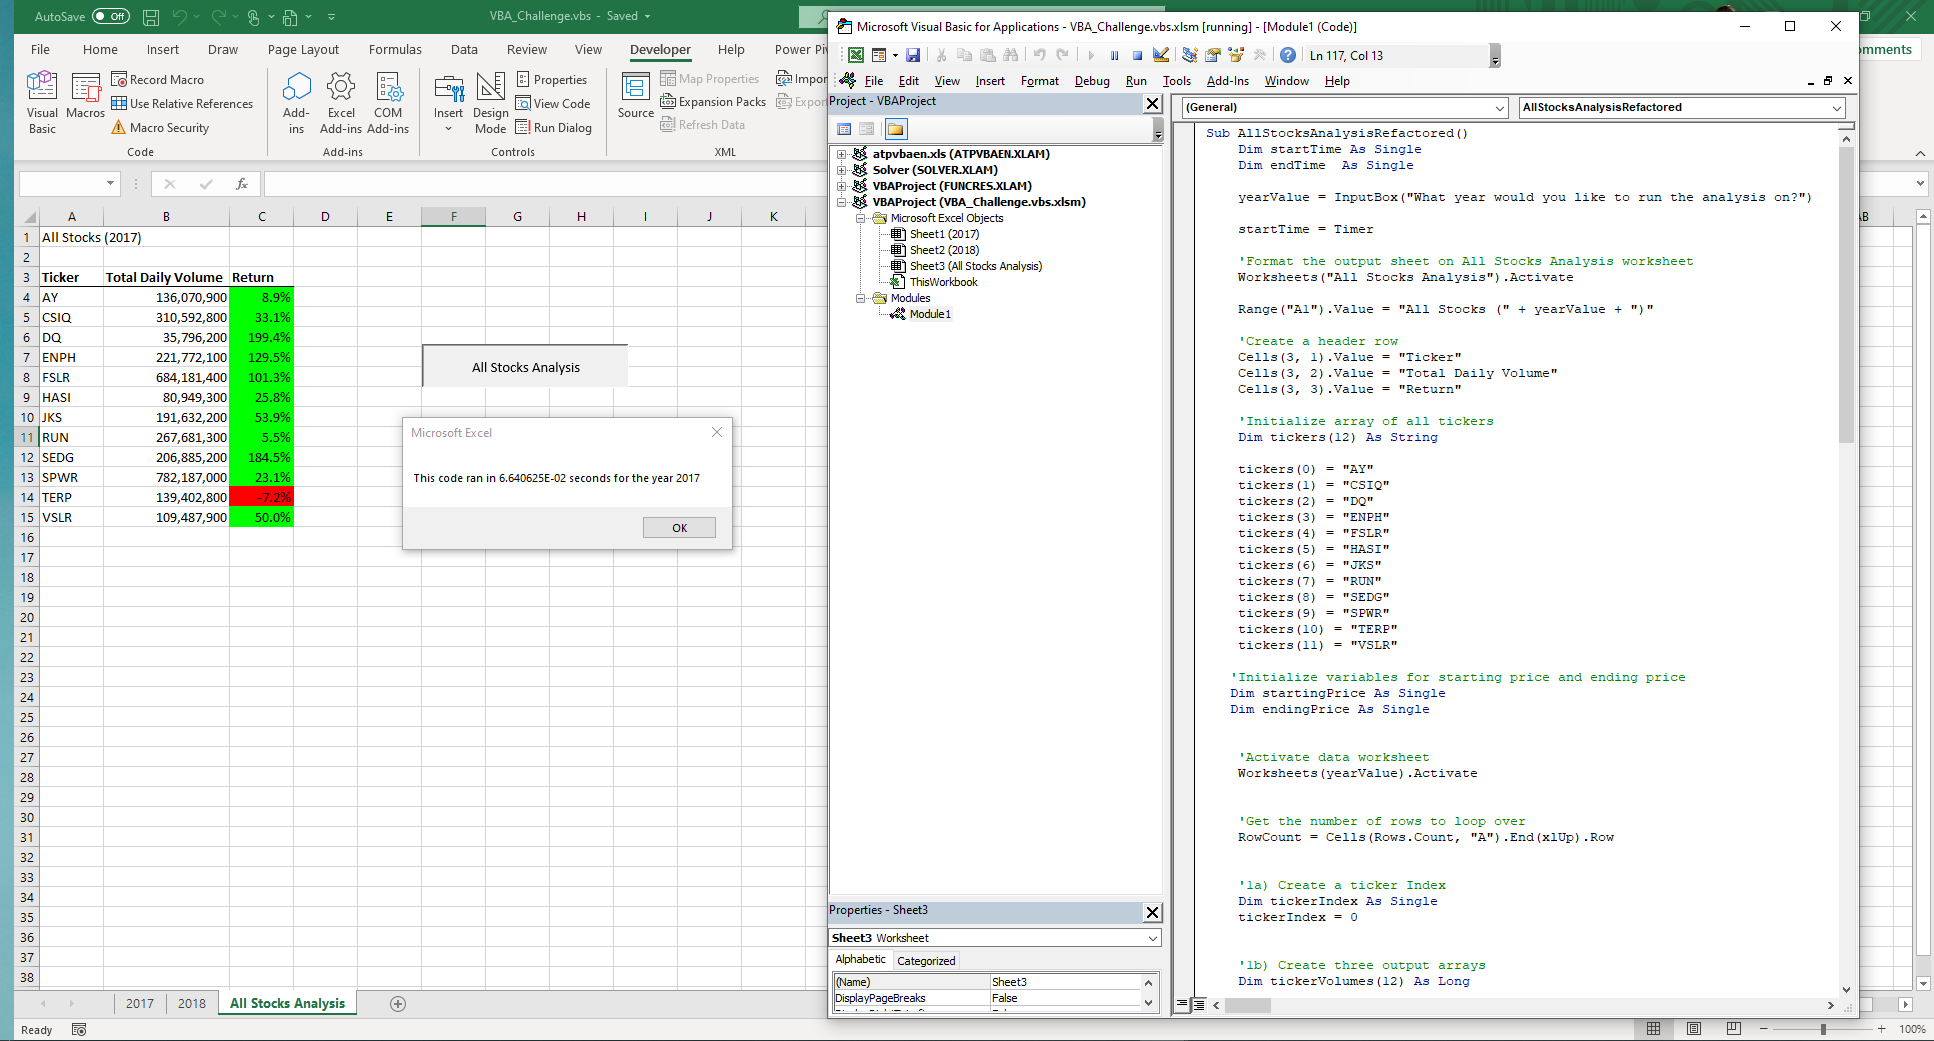 AutoSave Off
VBA_Challenge.vbs - Saved
File Home Insert Draw Page Layout Formulas Data Review View Developer Help Power Pi
Comments
Visual Basic
Macros
Record Macro
Use Relative References
Macro Security
Code
Add-ins
Excel Add-ins
COM Add-ins
Add-ins
Insert
Design Mode
Properties
View Code
Run Dialog
Controls
Source
Map Properties
Expansion Packs
Refresh Data
Impor
Expor
XML
fx
A B C D E F G H I J K AB
1 All Stocks (2017)
2
3 Ticker Total Daily Volume Return
4 AY 136,070,900 8.9%
5 CSIQ 310,592,800 33.1%
6 DQ 35,796,200 199.4%
7 ENPH 221,772,100 129.5%
8 FSLR 684,181,400 101.3%
9 HASI 80,949,300 25.8%
10 JKS 191,632,200 53.9%
11 RUN 267,681,300 5.5%
12 SEDG 206,885,200 184.5%
13 SPWR 782,187,000 23.1%
14 TERP 139,402,800 -7.2%
15 VSLR 109,487,900 50.0%
16
17
18
19
20
21
22
23
24
25
26
27
28
29
30
31
32
33
34
35
36
37
38
All Stocks Analysis
Microsoft Excel
This code ran in 6.640625E-02 seconds for the year 2017
OK
2017 2018 All Stocks Analysis
Ready
100%
Microsoft Visual Basic for Applications - VBA_Challenge.vbs.xlsm [running] - [Module1 (Code)]
Ln 117, Col 13
File Edit View Insert Format Debug Run Tools Add-Ins Window Help
Project - VBAProject
atpvbaen.xls (ATPVBAEN.XLAM)
Solver (SOLVER.XLAM)
VBAProject (FUNCRES.XLAM)
VBAProject (VBA_Challenge.vbs.xlsm)
Microsoft Excel Objects
Sheet1 (2017)
Sheet2 (2018)
Sheet3 (All Stocks Analysis)
ThisWorkbook
Modules
Module1
Properties - Sheet3
Sheet3 Worksheet
Alphabetic Categorized
(Name) Sheet3
DisplayPageBreaks False
(General)
AllStocksAnalysisRefactored
Sub AllStocksAnalysisRefactored()
Dim startTime As Single
Dim endTime  As Single
yearValue = InputBox("What year would you like to run the analysis on?")
startTime = Timer
'Format the output sheet on All Stocks Analysis worksheet
Worksheets("All Stocks Analysis").Activate
Range("A1").Value = "All Stocks (" + yearValue + ")"
'Create a header row
Cells(3, 1).Value = "Ticker"
Cells(3, 2).Value = "Total Daily Volume"
Cells(3, 3).Value = "Return"
'Initialize array of all tickers
Dim tickers(12) As String
tickers(0) = "AY"
tickers(1) = "CSIQ"
tickers(2) = "DQ"
tickers(3) = "ENPH"
tickers(4) = "FSLR"
tickers(5) = "HASI"
tickers(6) = "JKS"
tickers(7) = "RUN"
tickers(8) = "SEDG"
tickers(9) = "SPWR"
tickers(10) = "TERP"
tickers(11) = "VSLR"
'Initialize variables for starting price and ending price
Dim startingPrice As Single
Dim endingPrice As Single
'Activate data worksheet
Worksheets(yearValue).Activate
'Get the number of rows to loop over
RowCount = Cells(Rows.Count, "A").End(xlUp).Row
'1a) Create a ticker Index
Dim tickerIndex As Single
tickerIndex = 0
'1b) Create three output arrays
Dim tickerVolumes(12) As Long